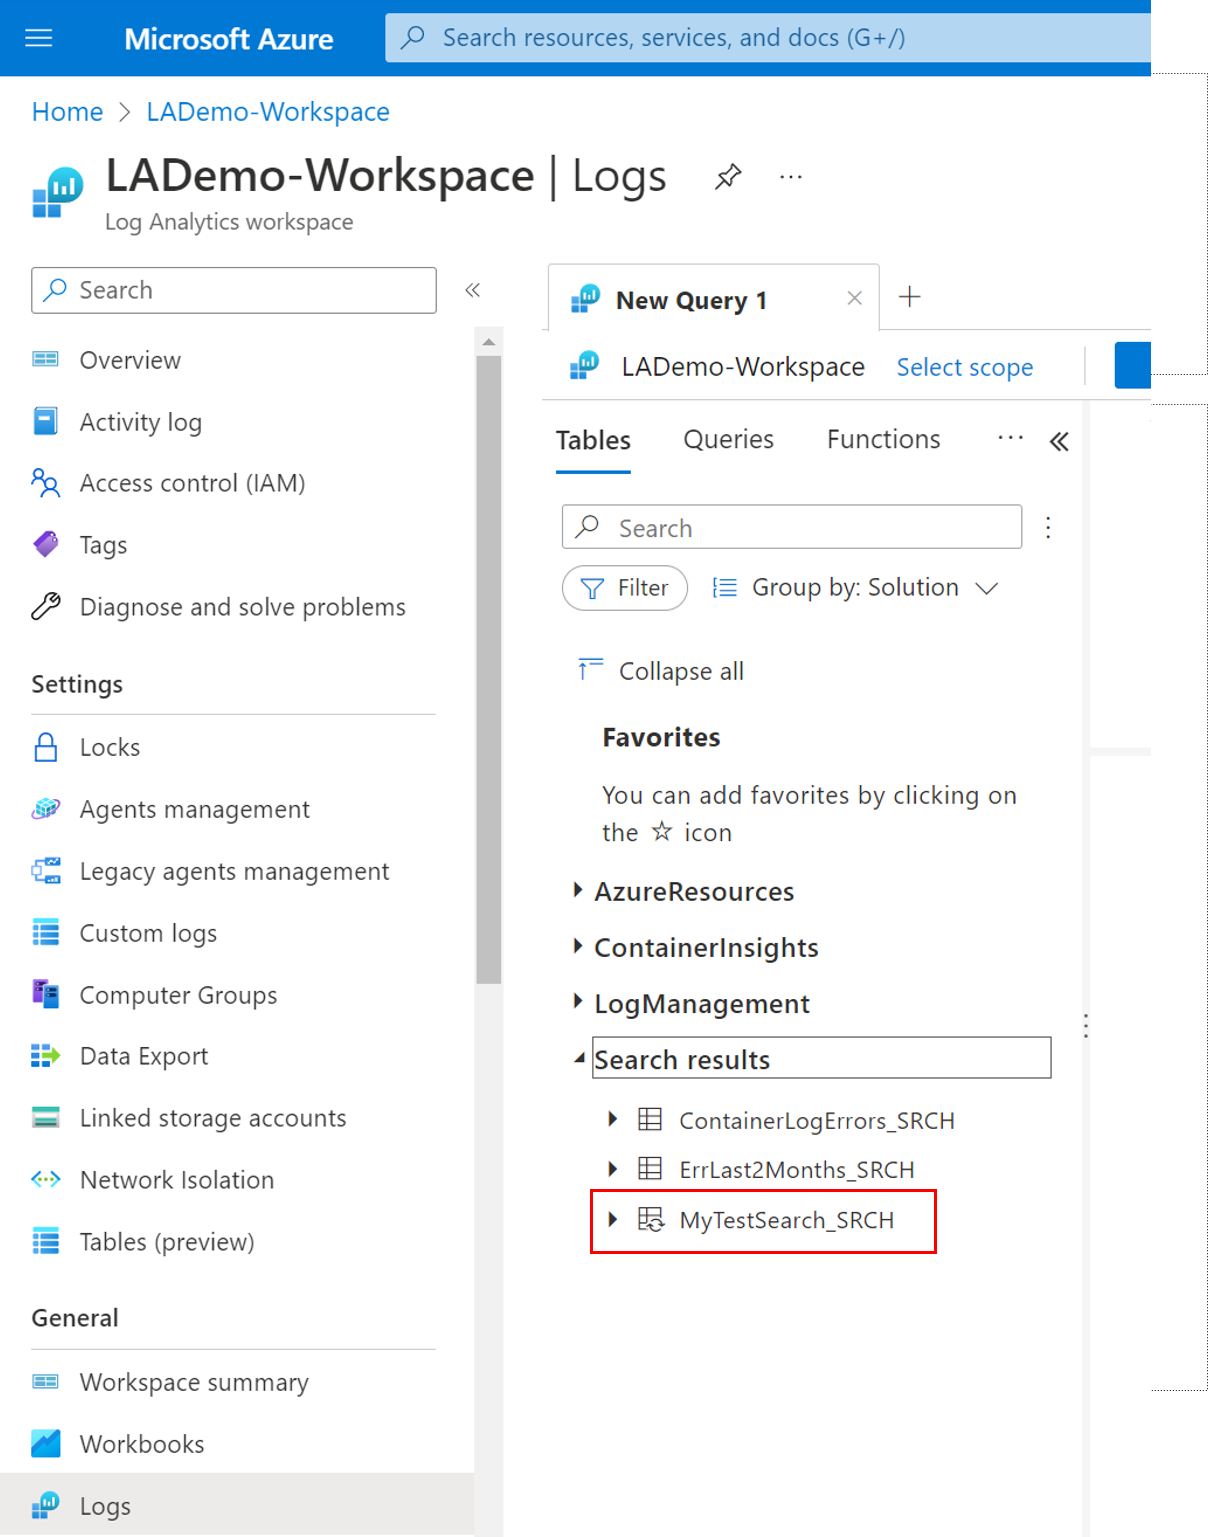 Microsoft Azure
Search resources, services, and docs (G+/)
Home > LADemo-Workspace
LADemo-Workspace | Logs ...
Log Analytics workspace
Search
«
Overview
Activity log
Access control (IAM)
Tags
Diagnose and solve problems
Settings
Locks
Agents management
Legacy agents management
Custom logs
Computer Groups
Data Export
Linked storage accounts
Network Isolation
Tables (preview)
General
Workspace summary
Workbooks
Logs
New Query 1
LADemo-Workspace Select scope
Tables Queries Functions ... «
Search
Filter Group by: Solution
Collapse all
Favorites
You can add favorites by clicking on
the ☆ icon
AzureResources
ContainerInsights
LogManagement
Search results
ContainerLogErrors_SRCH
ErrLast2Months_SRCH
MyTestSearch_SRCH